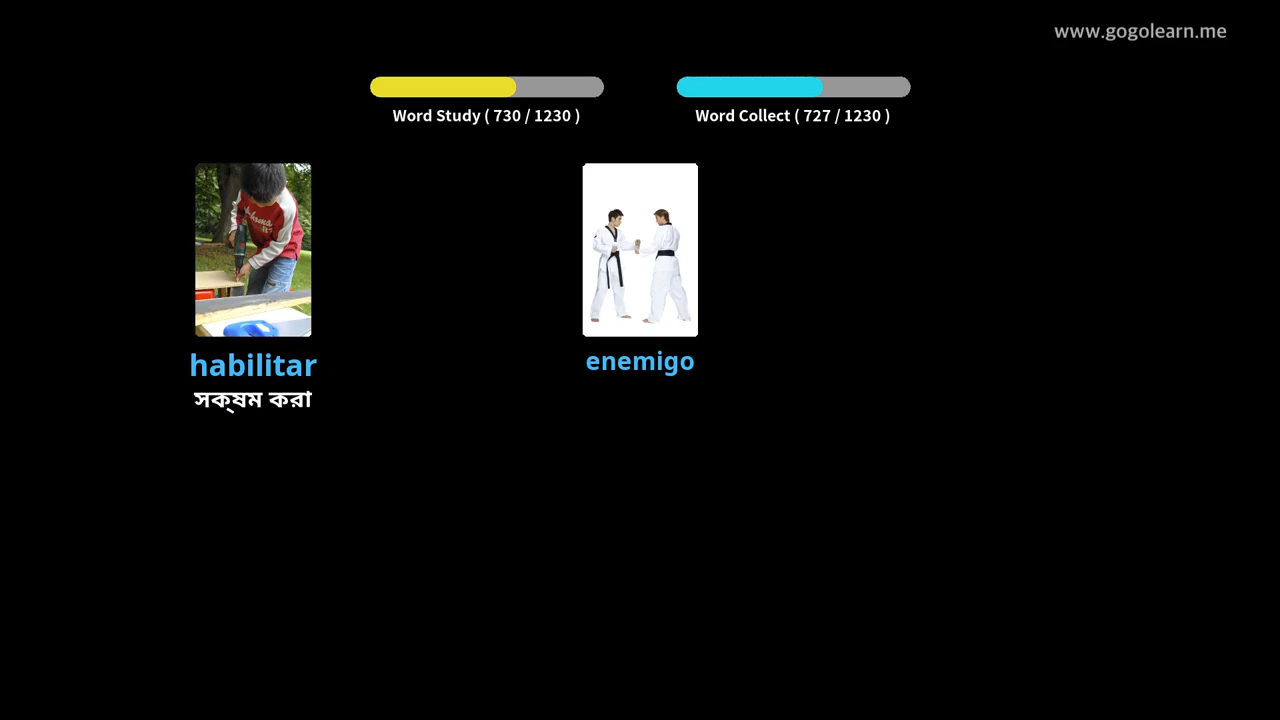 www.gogolearn.me
Word Study ( 730 / 1230 )
Word Collect ( 727 / 1230 )
habilitar
সক্ষম করা
enemigo